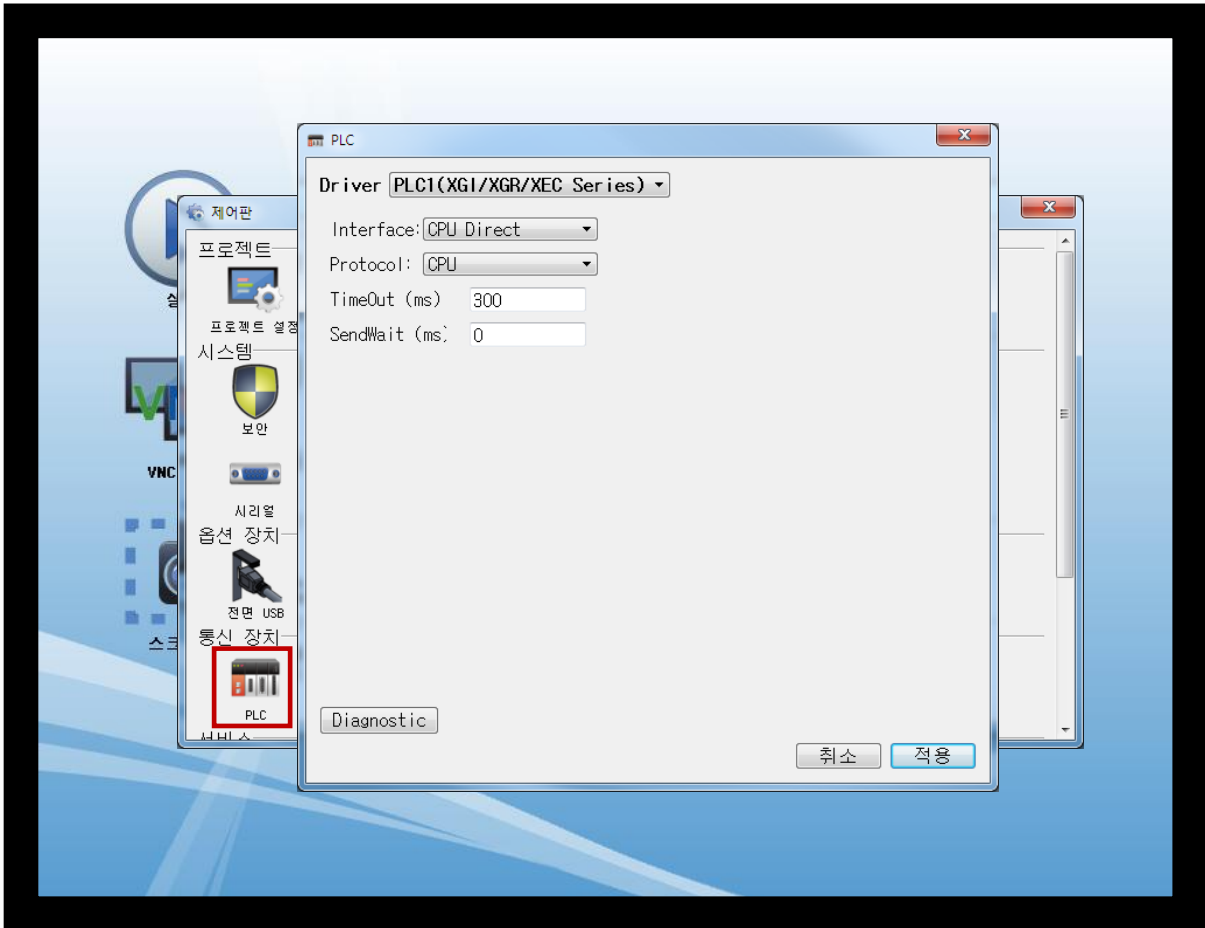 PLC
Driver PLC1(XGI/XGR/XEC Series)
Interface: CPU Direct
Protocol: CPU
TimeOut (ms) 300
SendWait (ms) 0
Diagnostic
취소 적용
제어판
프로젝트
프로젝트 설정
시스템
보안
시리얼
옵션 장치
전면 USB
통신 장치
PLC
서비스
VNC